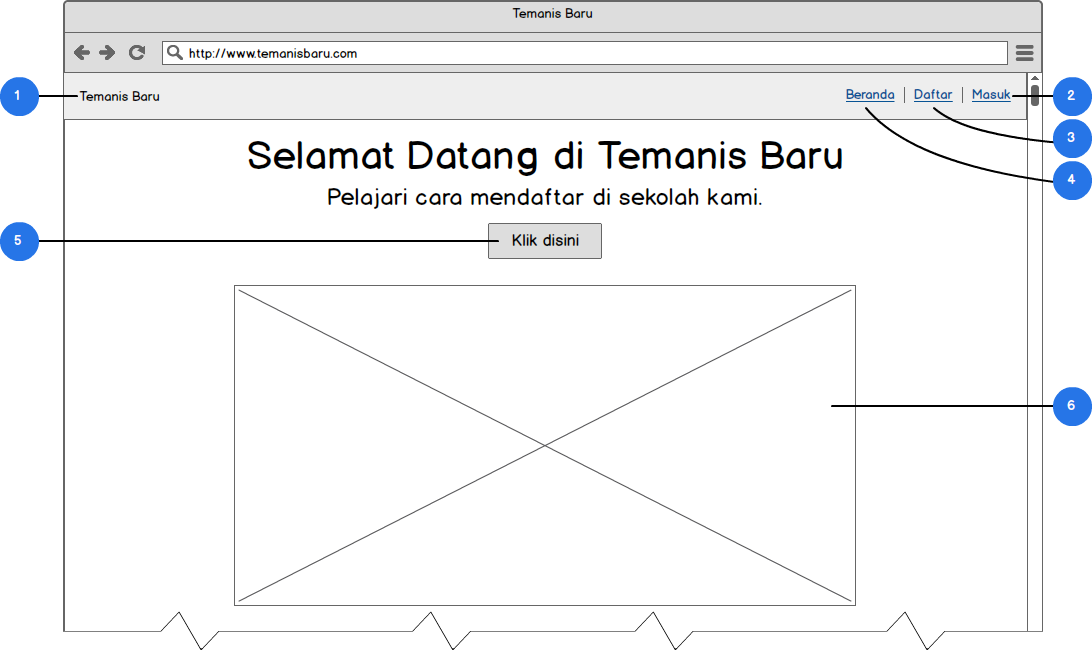 Temanis Baru
http://www.temanisbaru.com
1
Temanis Baru
Beranda | Daftar | Masuk
2
3
4
Selamat Datang di Temanis Baru
Pelajari cara mendaftar di sekolah kami.
5
Klik disini
6